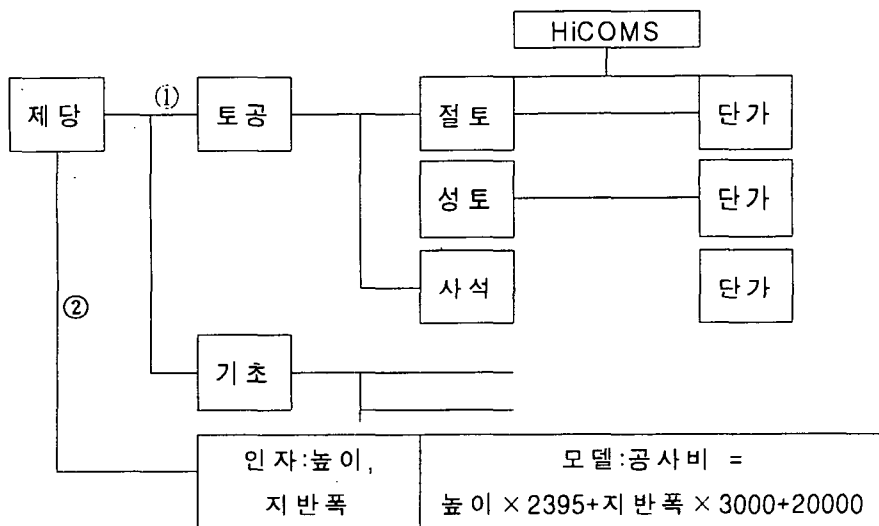 HiCOMS
제당
①
토공
절토
단가
성토
단가
사석
단가
②
기초
인자:높이,
지반폭
모델:공사비 =
높이×2395+지반폭×3000+20000